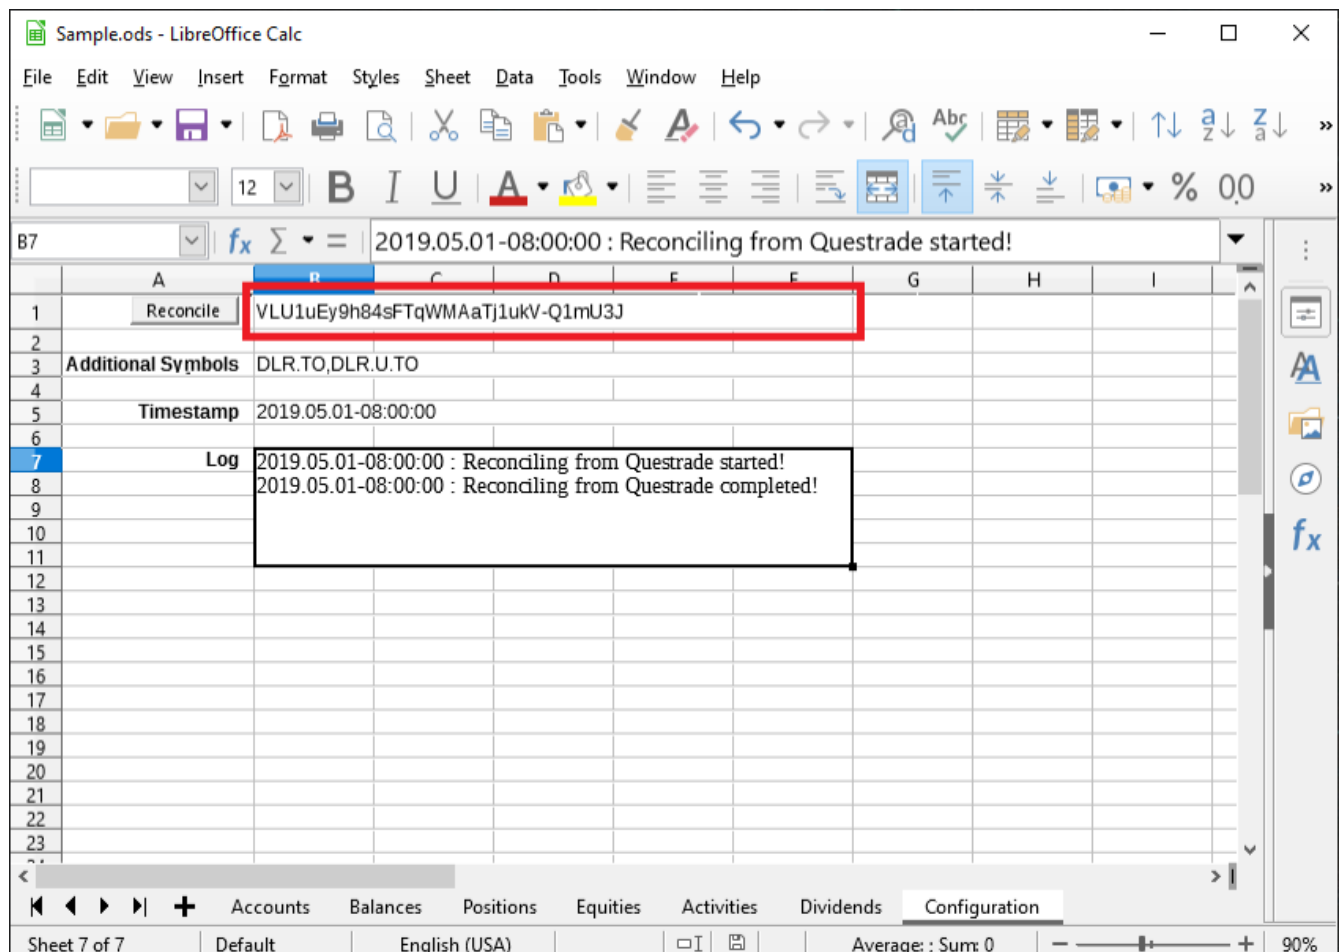 Sample.ods - LibreOffice Calc
File Edit View Insert Format Styles Sheet Data Tools Window Help
Abc
12 B I U A % 0.0
B7 fx Σ = 2019.05.01-08:00:00 : Reconciling from Questrade started!
A B C D E F G H I
1 Reconcile VLU1uEy9h84sFTqWMAaTj1ukV-Q1mU3J
2
3 Additional Symbols DLR.TO,DLR.U.TO
4
5 Timestamp 2019.05.01-08:00:00
6
7 Log 2019.05.01-08:00:00 : Reconciling from Questrade started!
8 2019.05.01-08:00:00 : Reconciling from Questrade completed!
9
10
11
12
13
14
15
16
17
18
19
20
21
22
23
Accounts Balances Positions Equities Activities Dividends Configuration
Sheet 7 of 7 Default English (USA) Average: ; Sum: 0 90%